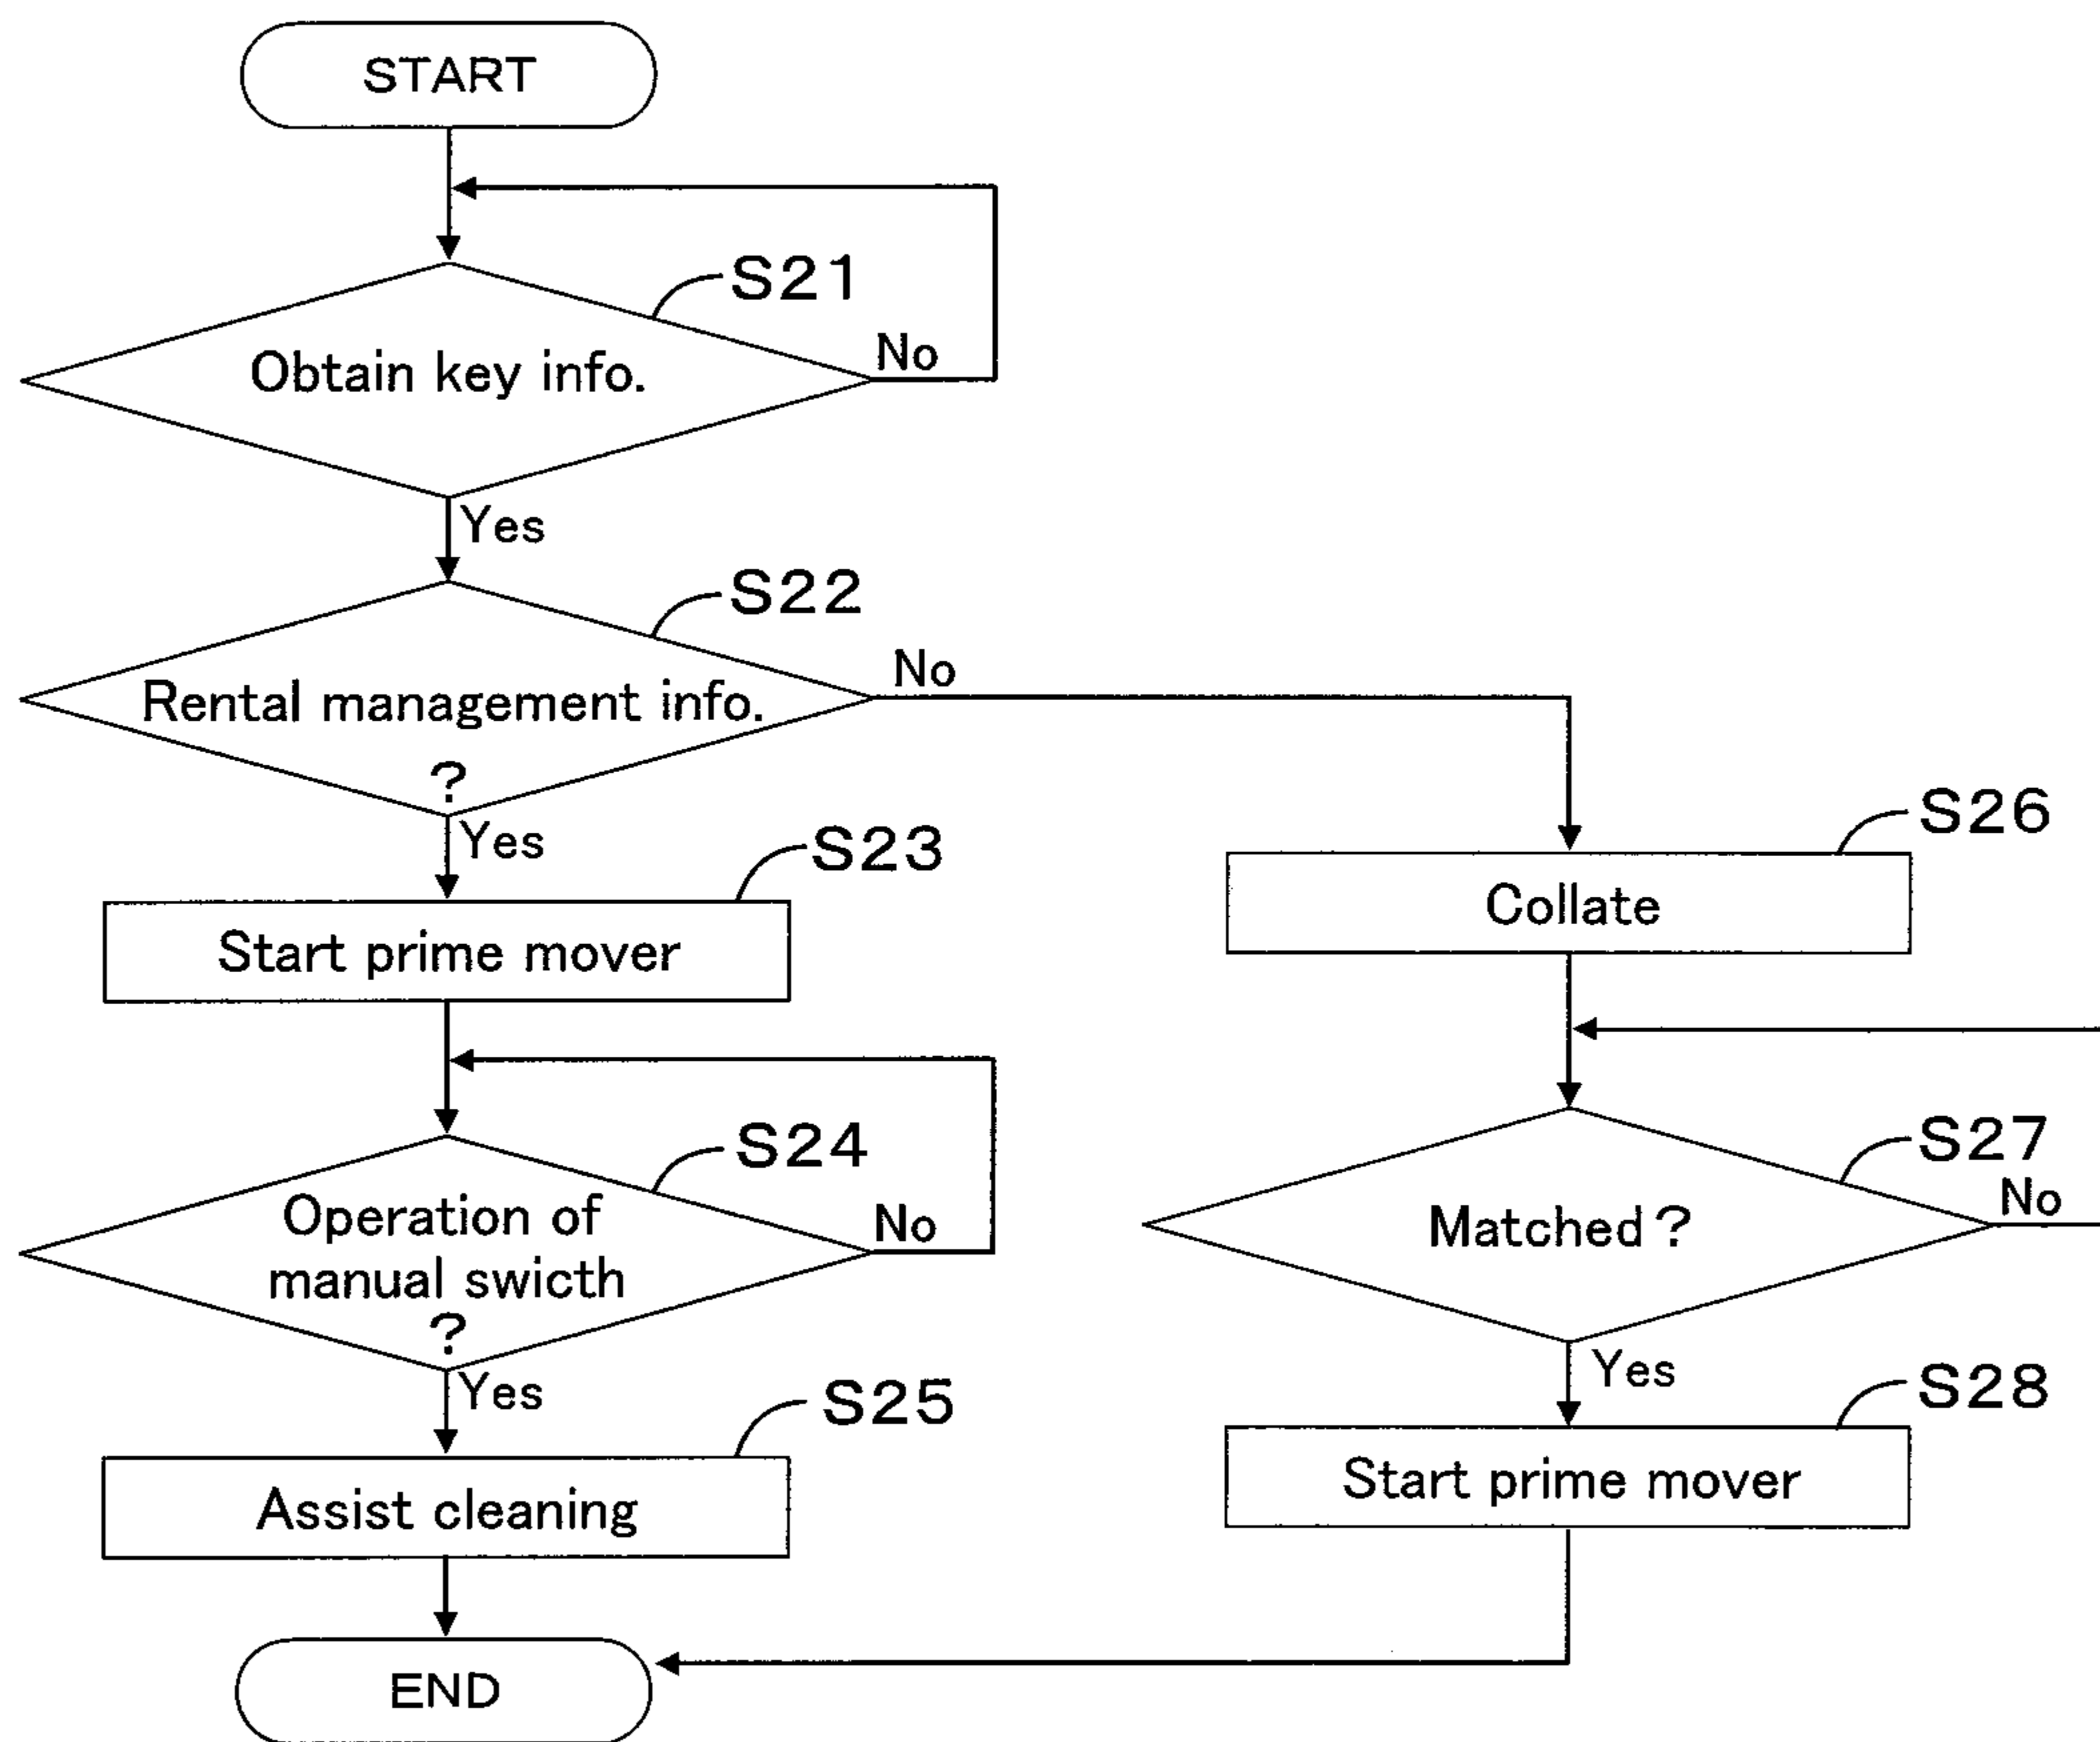 START
S21
Obtain key info.
No
Yes
S22
Rental management info.
?
No
Yes
S23
Start prime mover
S24
Operation of
manual swicth
?
No
Yes
S25
Assist cleaning
END
S26
Collate
S27
Matched?
No
Yes
S28
Start prime mover